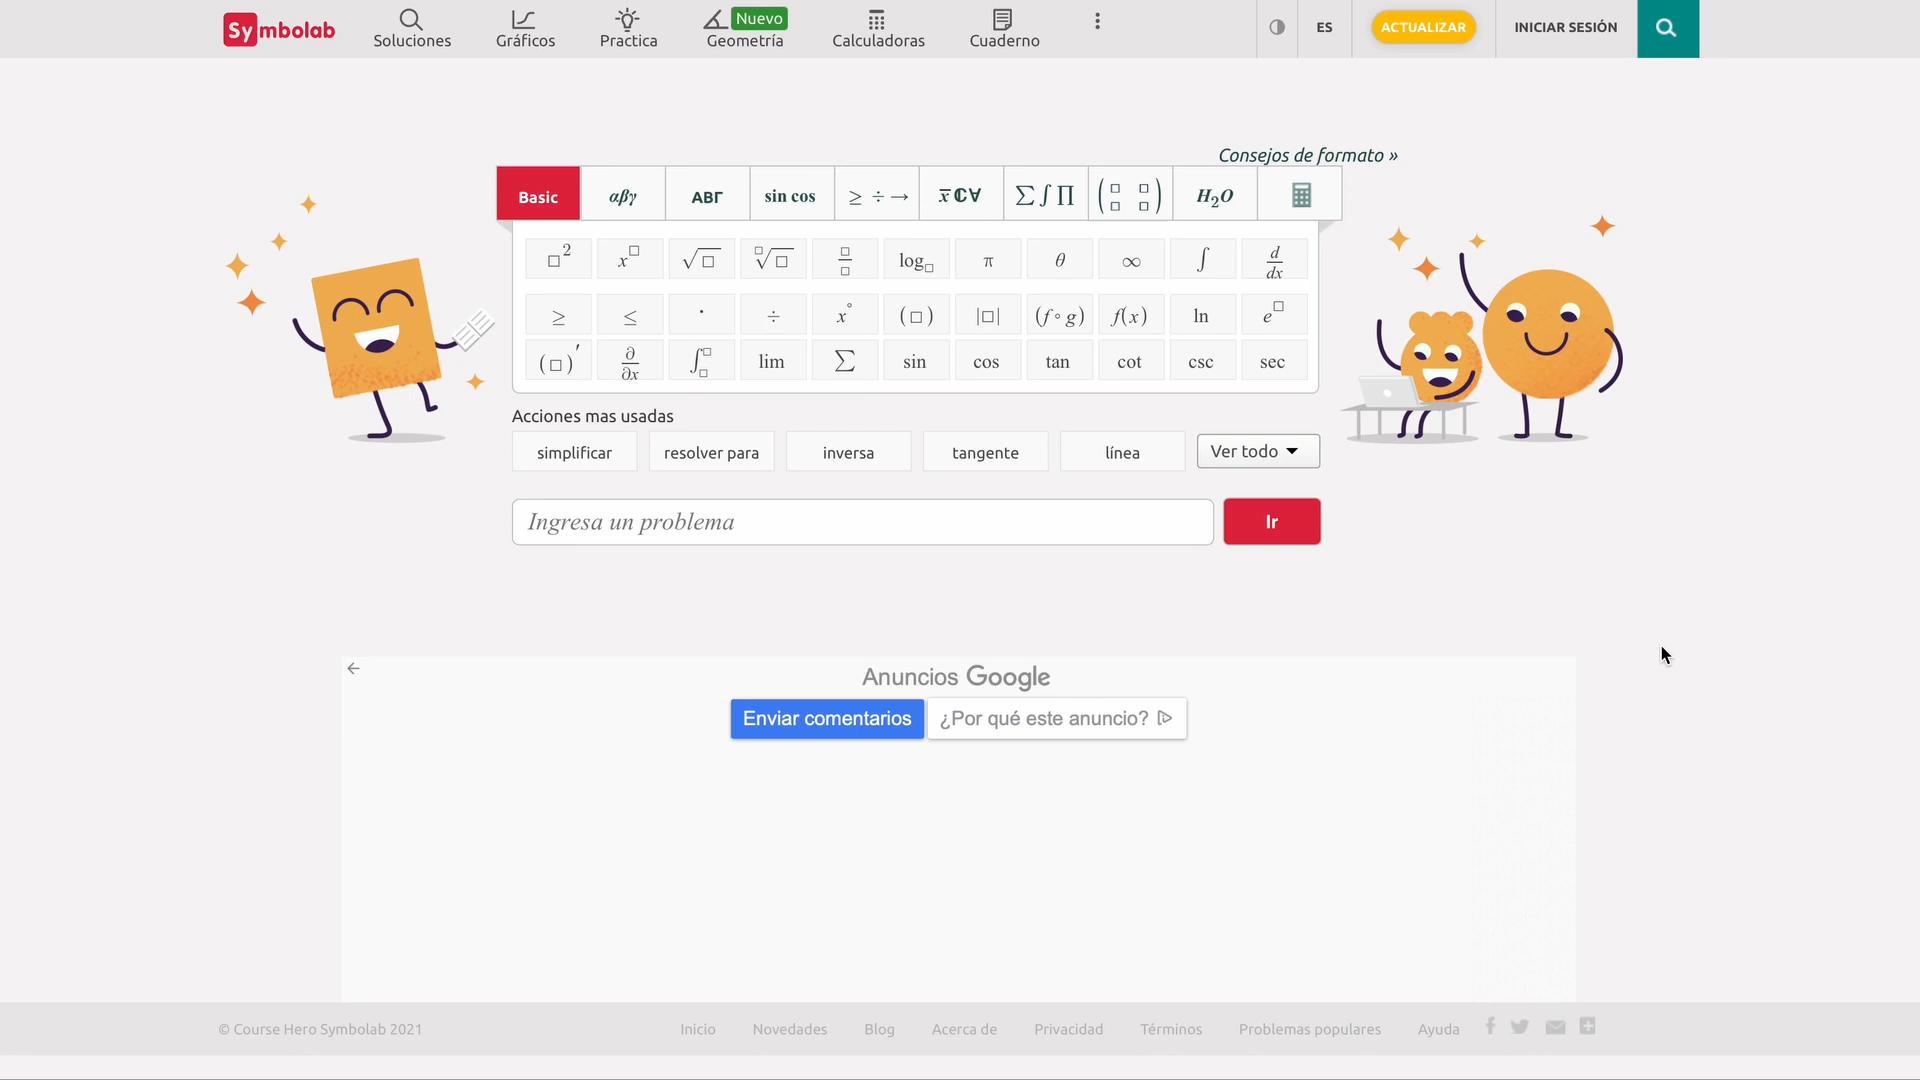 Symbolab
Soluciones
Gráficos
Practica
Nuevo
Geometría
Calculadoras
Cuaderno
ES
ACTUALIZAR
INICIAR SESIÓN
Consejos de formato »
Basic
αβγ
ΑΒΓ
sin cos
≥ ÷ →
x̄ ℂ ∀
∑ ∫ ∏
(□ □ □ □)
H₂O
□² x^□ √□ ^□√□ □/□ log_□ π θ ∞ ∫ d/dx
≥ ≤ · ÷ x° (□) |□| (f ∘ g) f(x) ln e^□
(□)′ ∂/∂x ∫_□^□ lim ∑ sin cos tan cot csc sec
Acciones mas usadas
simplificar
resolver para
inversa
tangente
línea
Ver todo
Ingresa un problema
Ir
Anuncios Google
Enviar comentarios
¿Por qué este anuncio?
© Course Hero Symbolab 2021
Inicio
Novedades
Blog
Acerca de
Privacidad
Términos
Problemas populares
Ayuda